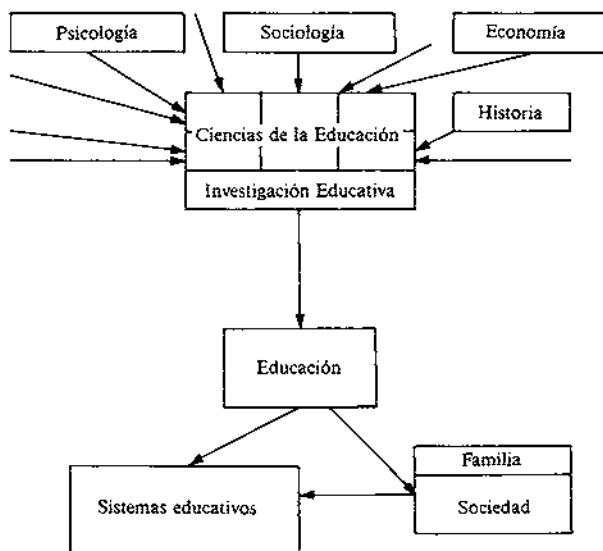 Psicología
Sociología
Economía
Historia
Ciencias de la Educación
Investigación Educativa
Educación
Familia
Sistemas educativos
Sociedad